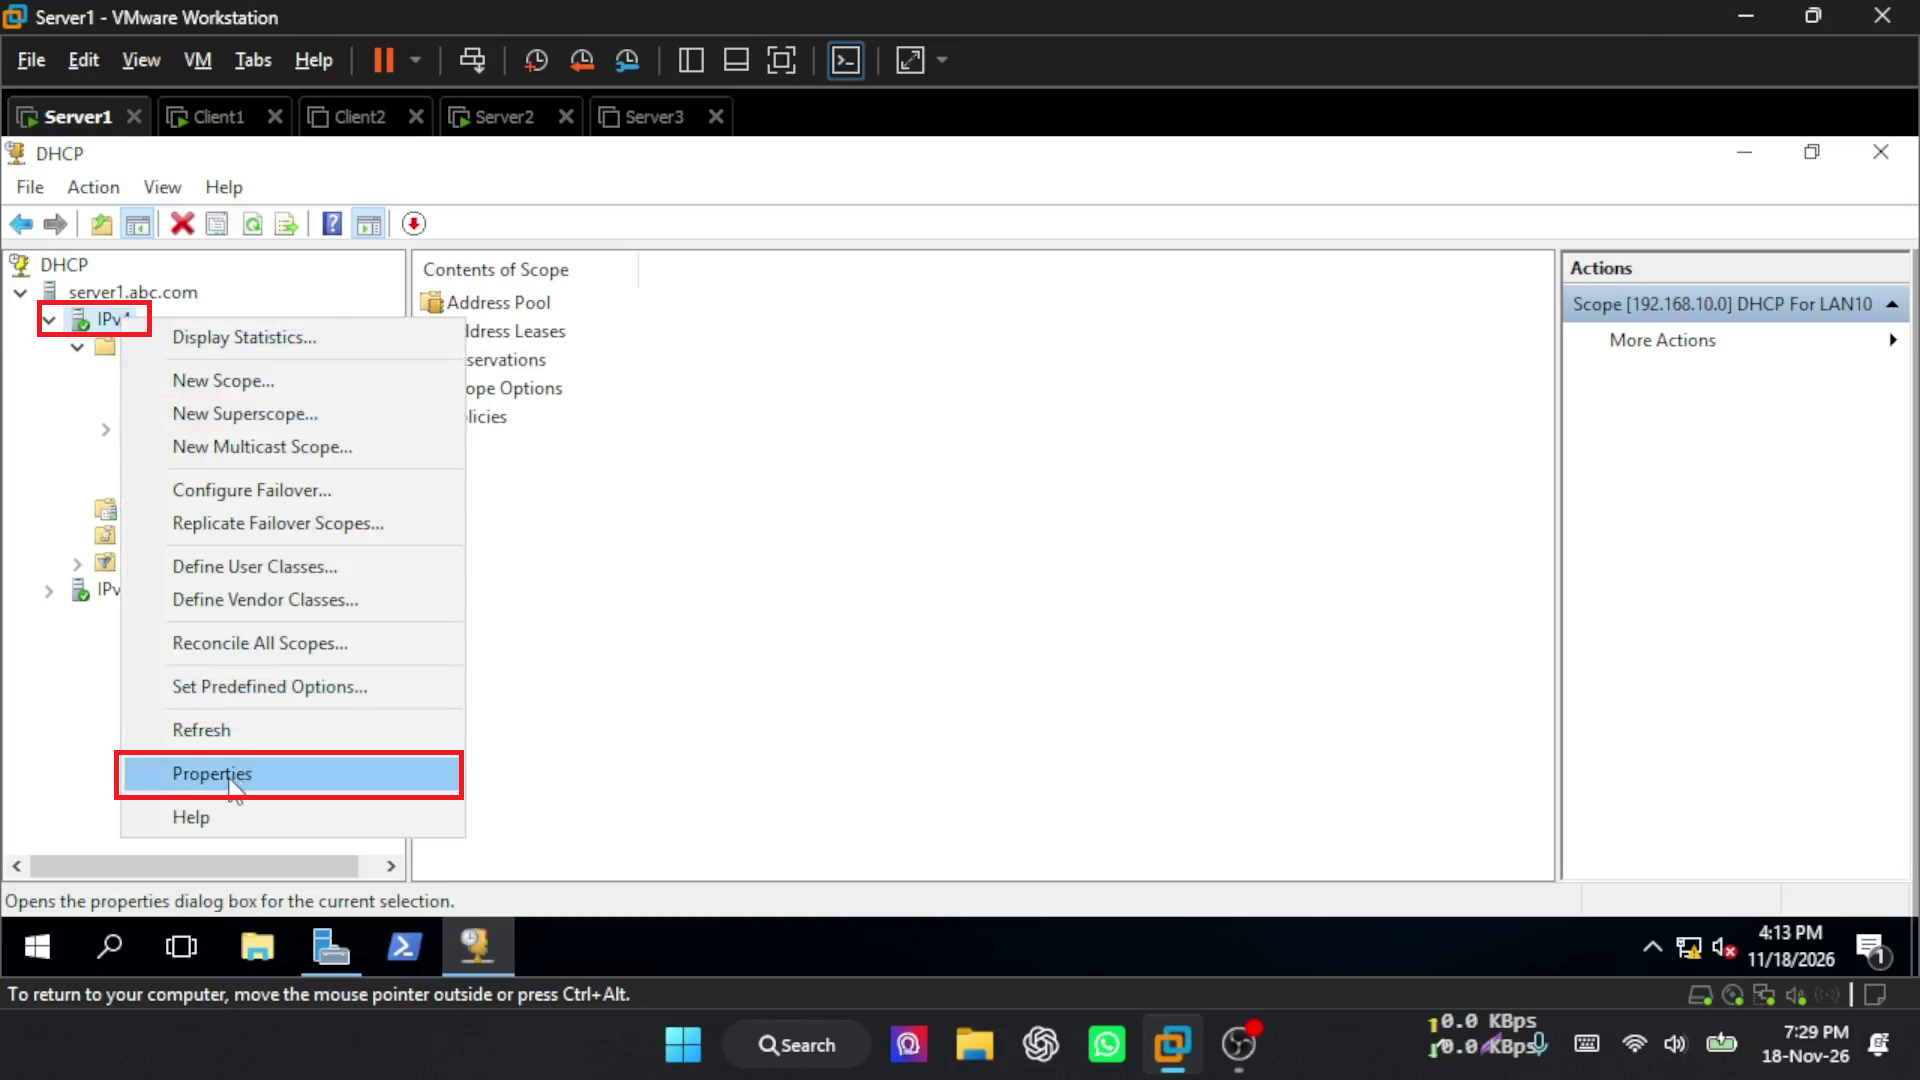 Server1 - VMware Workstation
File Edit View VM Tabs Help
Server1 Client1 Client2 Server2 Server3
DHCP
File Action View Help
DHCP
server1.abc.com
Display Statistics...
New Scope...
New Superscope...
New Multicast Scope...
Configure Failover...
Replicate Failover Scopes...
Define User Classes...
Define Vendor Classes...
Reconcile All Scopes...
Set Predefined Options...
Refresh
Properties
Help
Contents of Scope
Address Pool
ddress Leases
servations
ope Options
licies
Actions
Scope [192.168.10.0] DHCP For LAN10
More Actions
Opens the properties dialog box for the current selection.
4:13 PM
11/18/2026
1
To return to your computer, move the mouse pointer outside or press Ctrl+Alt.
Search
0.0 KBps
0.0 KBps
7:29 PM
18-Nov-26